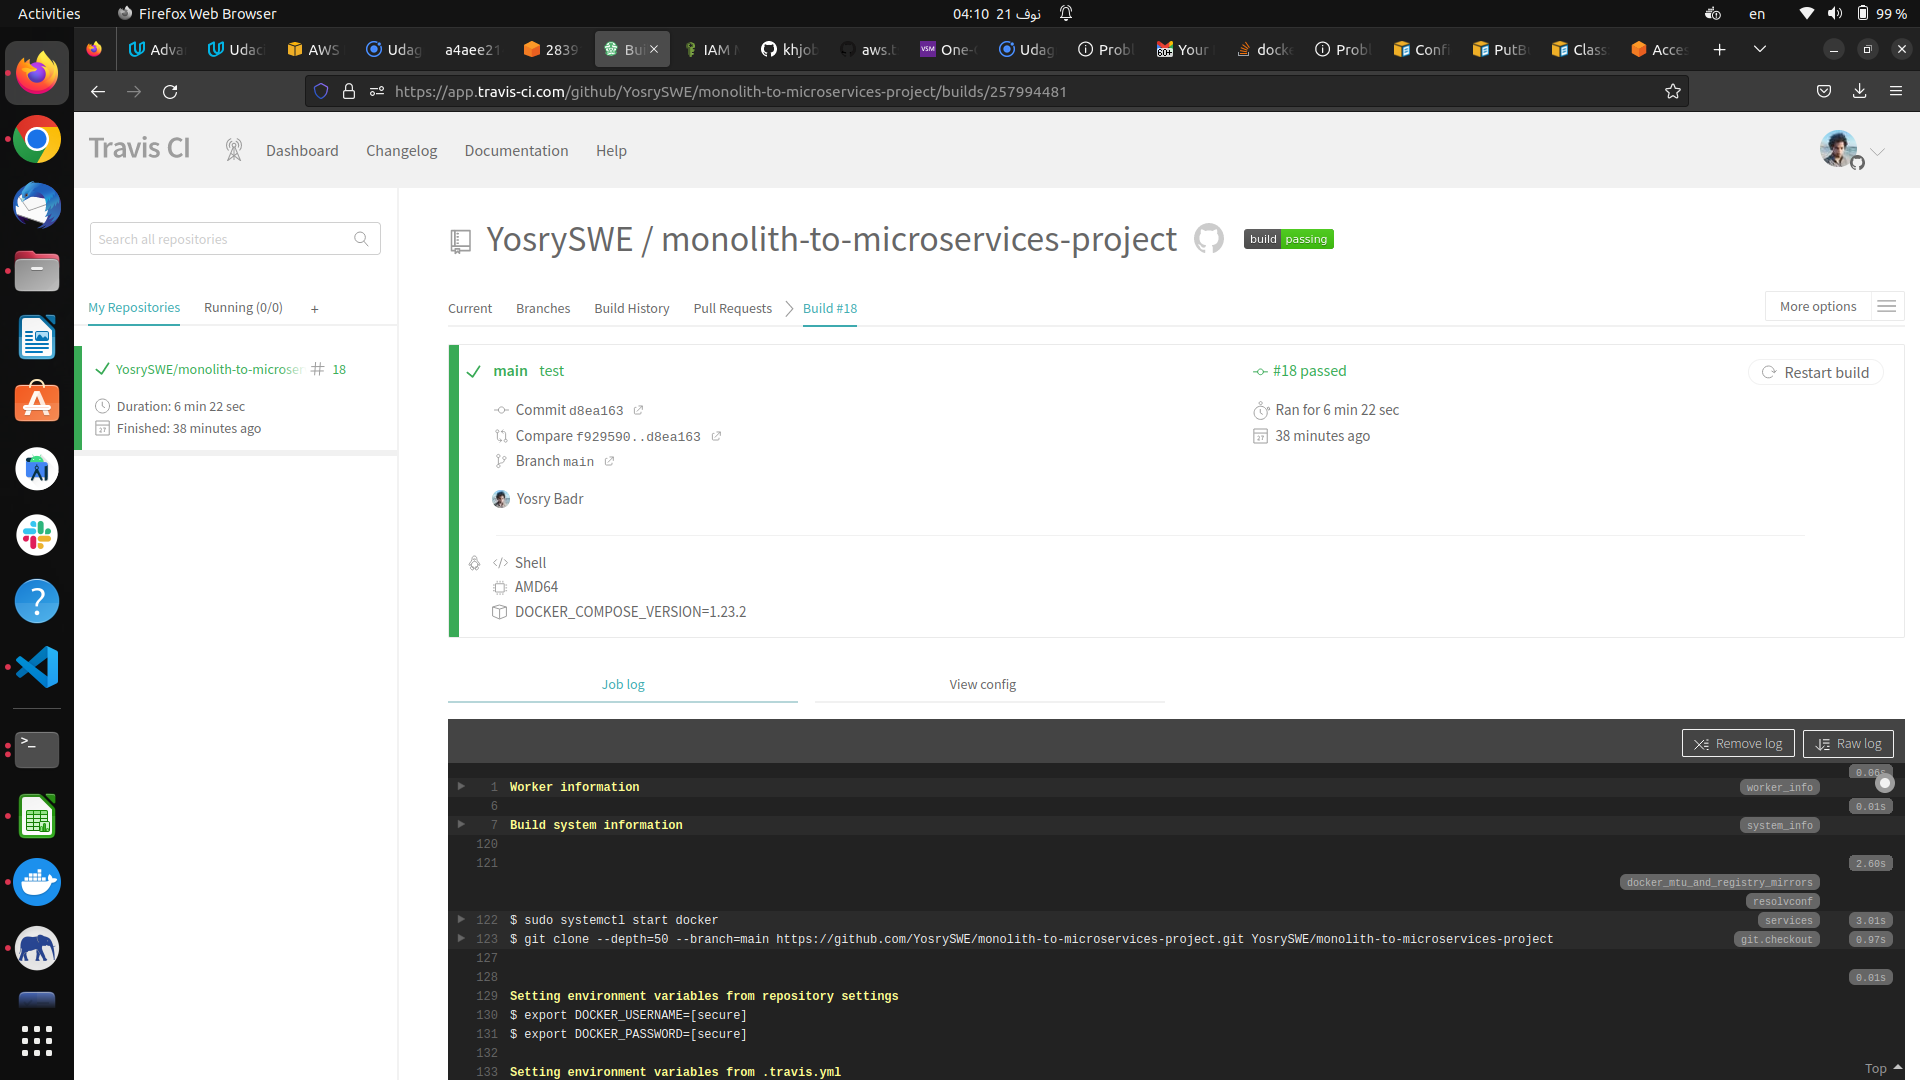 Activities
Firefox Web Browser
04:10 21 نوف
en
99 %
Udaci
AWS
Udag
a4aee21
2839
Bui
IAM
khjob
aws.t
One-
Udag
Probl
Your
docke
Probl
Confi
PutBu
Class
Acces
https://app.travis-ci.com/github/YosrySWE/monolith-to-microservices-project/builds/257994481
Travis CI
Dashboard
Changelog
Documentation
Help
Search all repositories
YosrySWE / monolith-to-microservices-project
build passing
My Repositories
Running (0/0)
+
Current
Branches
Build History
Pull Requests
Build #18
More options
YosrySWE/monolith-to-microser
# 18
Duration: 6 min 22 sec
Finished: 38 minutes ago
main test
#18 passed
Restart build
Commit d8ea163
Ran for 6 min 22 sec
Compare f929590..d8ea163
38 minutes ago
Branch main
Yosry Badr
Shell
AMD64
DOCKER_COMPOSE_VERSION=1.23.2
Job log
View config
Remove log
Raw log
0.06s
1 Worker information worker_info
6 0.01s
7 Build system information system_info
120
121 2.60s
docker_mtu_and_registry_mirrors
resolvconf
122 $ sudo systemctl start docker services 3.01s
123 $ git clone --depth=50 --branch=main https://github.com/YosrySWE/monolith-to-microservices-project.git YosrySWE/monolith-to-microservices-project git.checkout 0.97s
127
128 0.01s
129 Setting environment variables from repository settings
130 $ export DOCKER_USERNAME=[secure]
131 $ export DOCKER_PASSWORD=[secure]
132
133 Setting environment variables from .travis.yml
Top